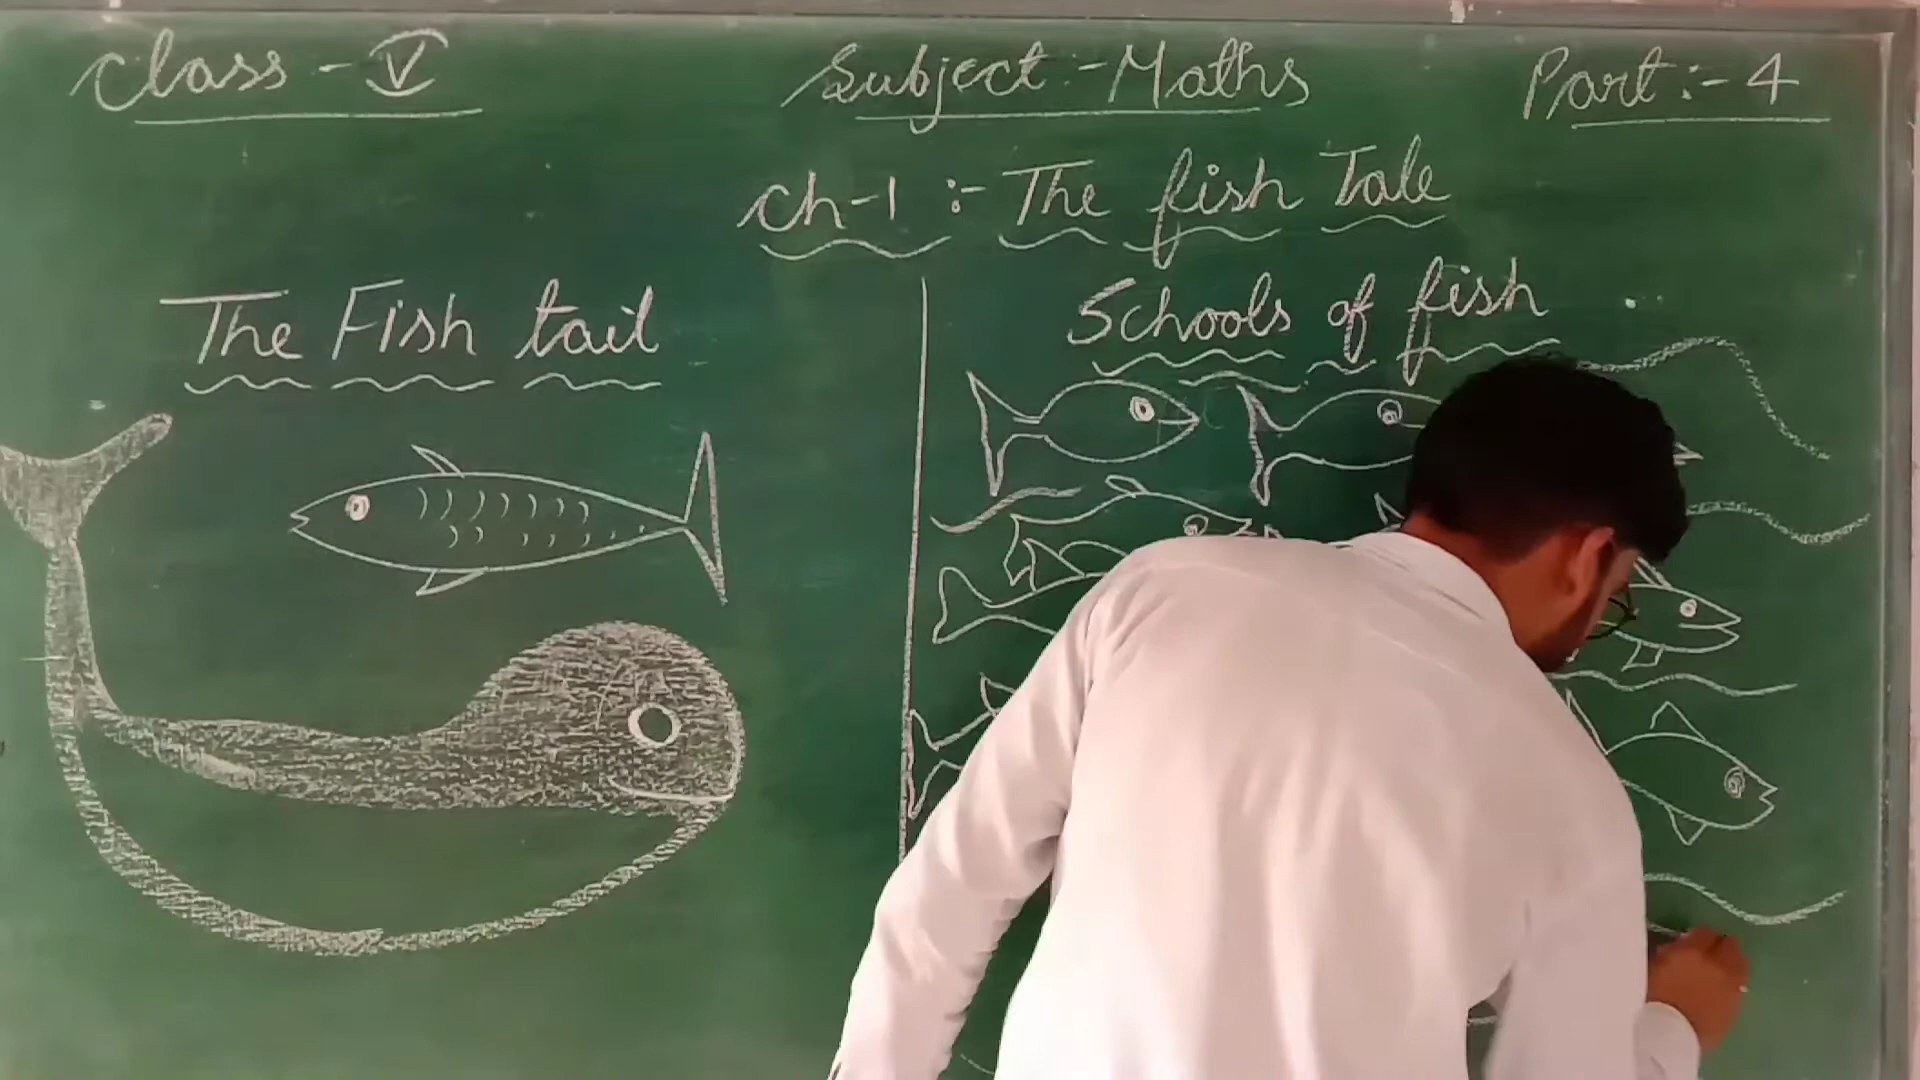 Class - V
Subject :- Maths
Part :- 4
Ch-1 :- The fish Tale
The Fish tail
Schools of fish